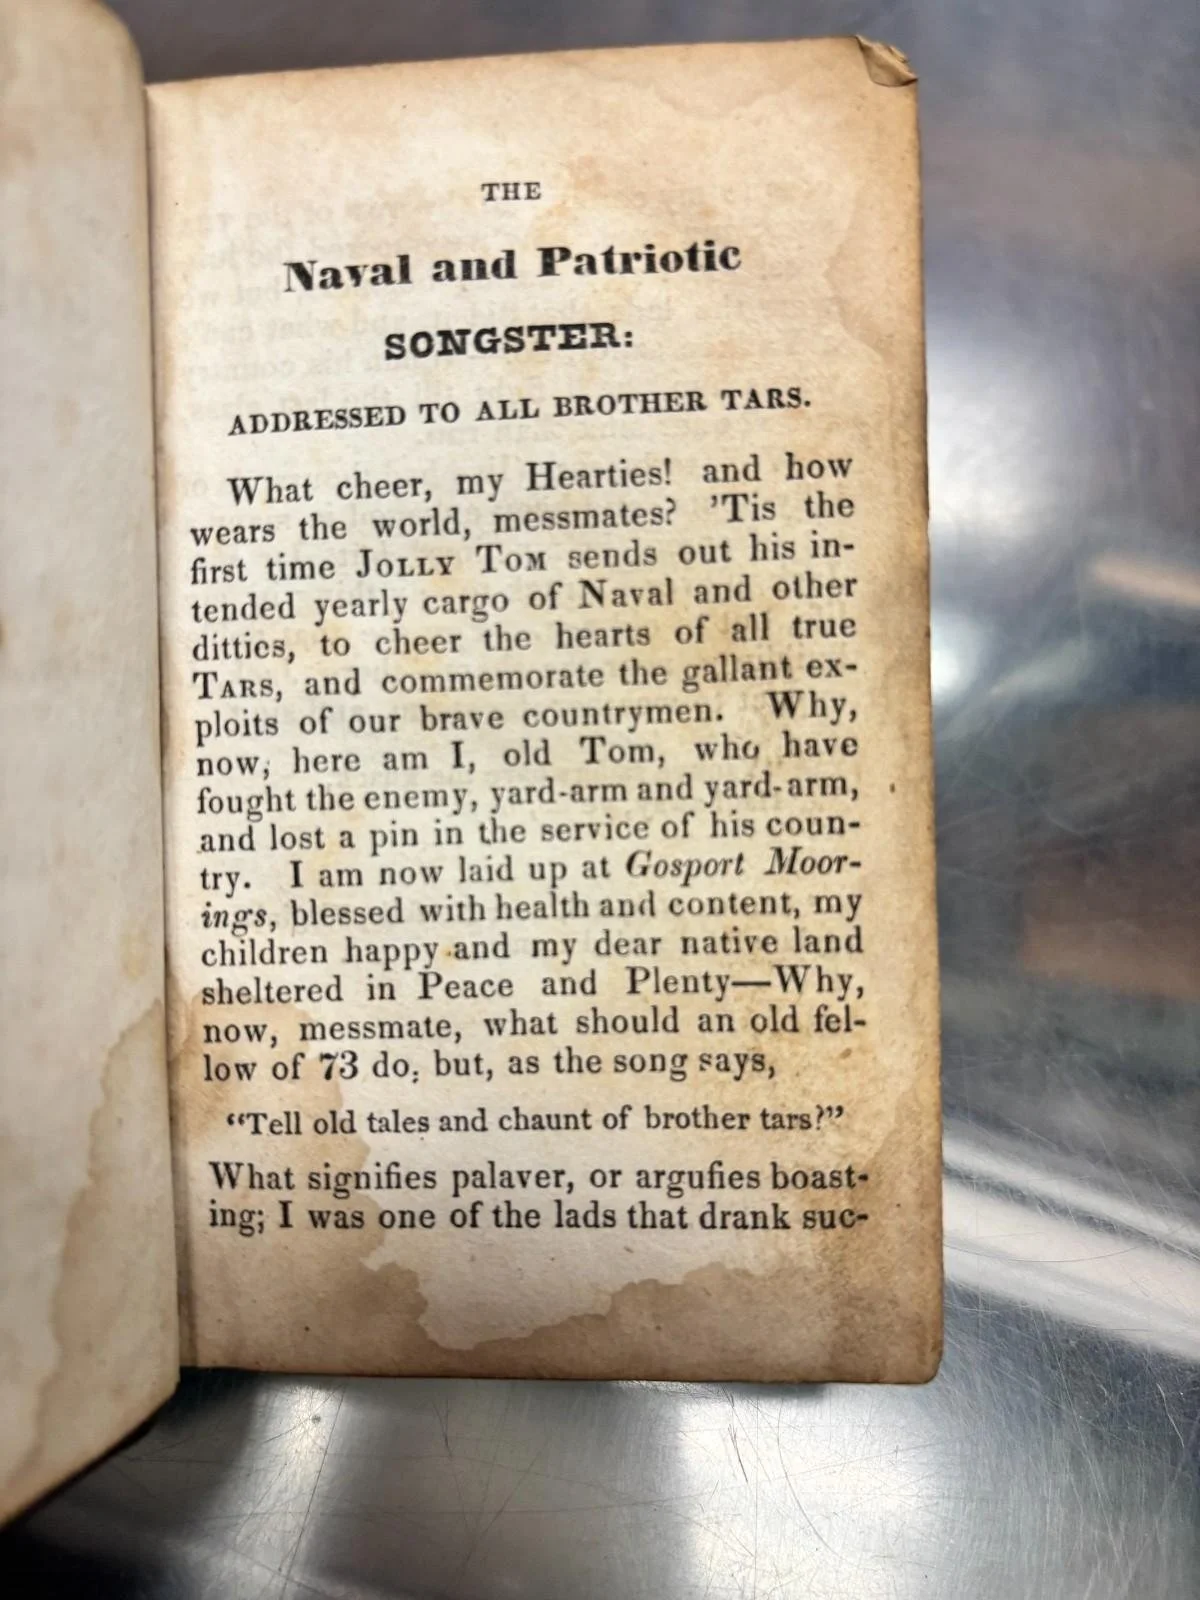 THE
Naval and Patriotic
SONGSTER:
ADDRESSED TO ALL BROTHER TARS.
What cheer, my Hearties! and how
wears the world, messmates? 'Tis the
first time JOLLY TOM sends out his in-
tended yearly cargo of Naval and other
ditties, to cheer the hearts of all true
TARS, and commemorate the gallant ex-
ploits of our brave countrymen. Why,
now, here am I, old Tom, who have
fought the enemy, yard-arm and yard-arm,
and lost a pin in the service of his coun-
try. I am now laid up at Gosport Moor-
ings, blessed with health and content, my
children happy and my dear native land
sheltered in Peace and Plenty—Why,
now, messmate, what should an old fel-
low of 73 do, but, as the song says,
"Tell old tales and chaunt of brother tars?"
What signifies palaver, or argufies boast-
ing; I was one of the lads that drank suc-